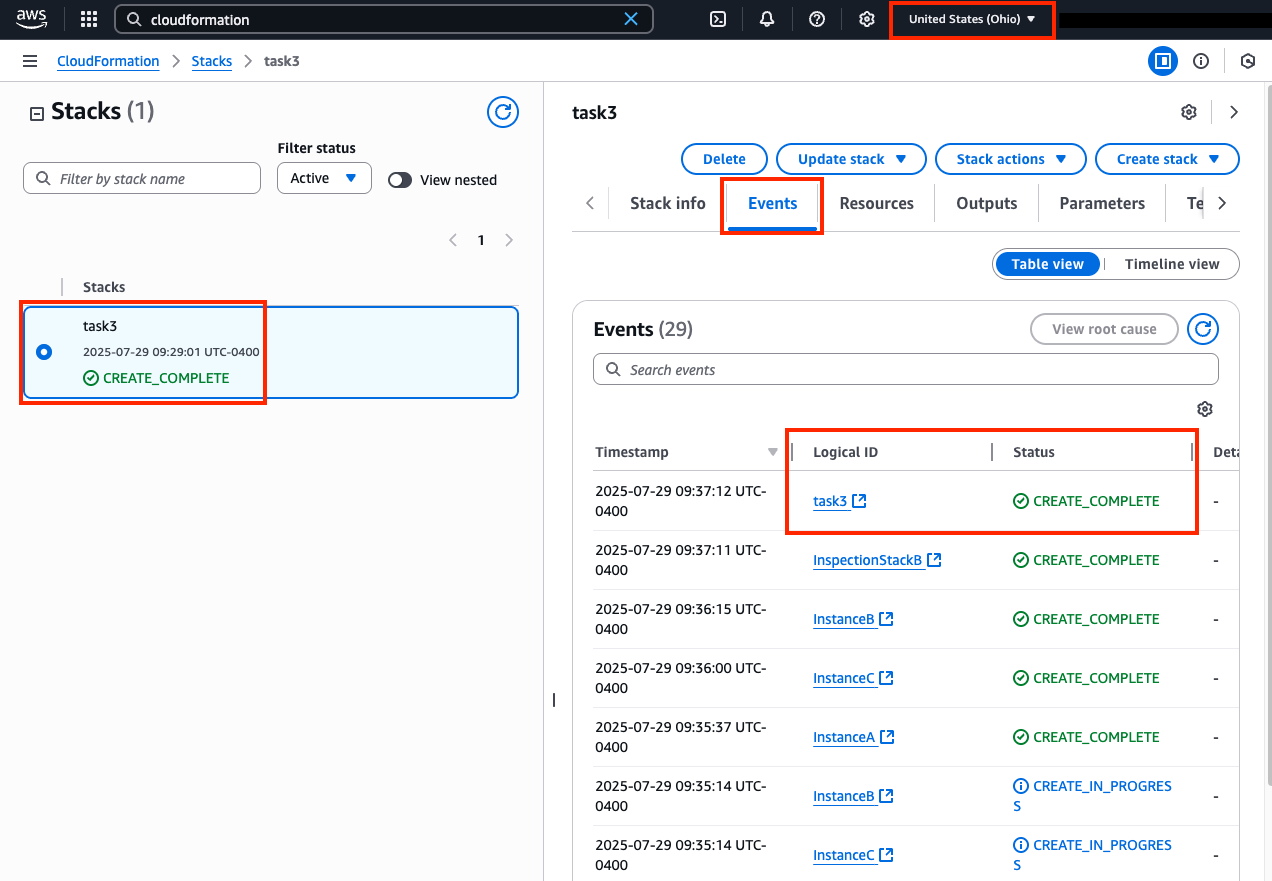 aws
cloudformation
United States (Ohio)
CloudFormation
Stacks
task3
Stacks (1)
Filter status
Filter by stack name
Active
View nested
1
Stacks
task3
2025-07-29 09:29:01 UTC-0400
CREATE_COMPLETE
task3
Delete
Update stack
Stack actions
Create stack
Stack info
Events
Resources
Outputs
Parameters
Te
Table view
Timeline view
Events (29)
View root cause
Search events
Timestamp
Logical ID
Status
Deta
2025-07-29 09:37:12 UTC-
0400
task3
CREATE_COMPLETE
-
2025-07-29 09:37:11 UTC-
0400
InspectionStackB
CREATE_COMPLETE
-
2025-07-29 09:36:15 UTC-
0400
InstanceB
CREATE_COMPLETE
-
2025-07-29 09:36:00 UTC-
0400
InstanceC
CREATE_COMPLETE
-
2025-07-29 09:35:37 UTC-
0400
InstanceA
CREATE_COMPLETE
-
2025-07-29 09:35:14 UTC-
0400
InstanceB
CREATE_IN_PROGRES
S
-
2025-07-29 09:35:14 UTC-
0400
InstanceC
CREATE_IN_PROGRES
S
-